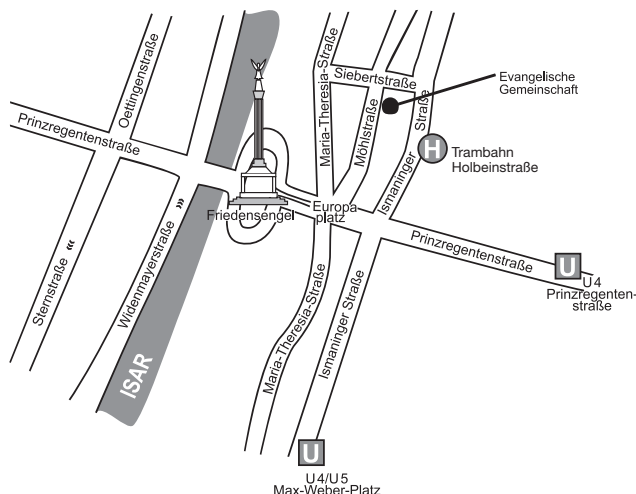 Oettingenstraße
Maria-Theresia-Straße
Siebertstraße
Evangelische
Gemeinschaft
Möhlstraße
Ismaninger
Straße
Prinzregentenstraße
H
Trambahn
Holbeinstraße
Friedensengel
Europa
platz
Prinzregentenstraße
U
U4
Prinzregenten-
straße
Sternstraße
Widenmayerstraße
Maria-Theresia-Straße
Ismaninger Straße
ISAR
U
U4/U5
Max-Weber-Platz